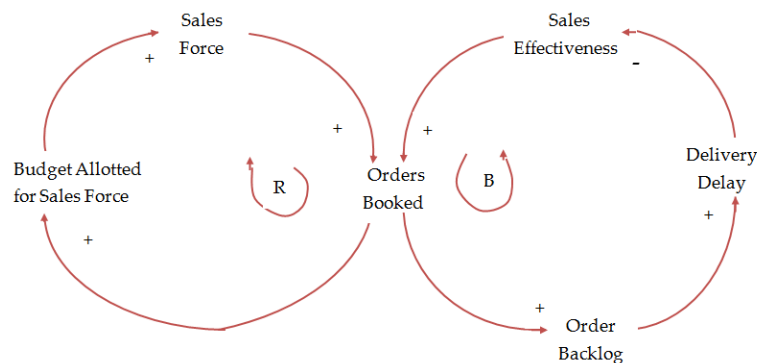 Sales
Force
+
Sales
Effectiveness
-
+
+
Budget Allotted
for Sales Force
R
Orders
Booked
B
Delivery
Delay
+
+
+
Order
Backlog